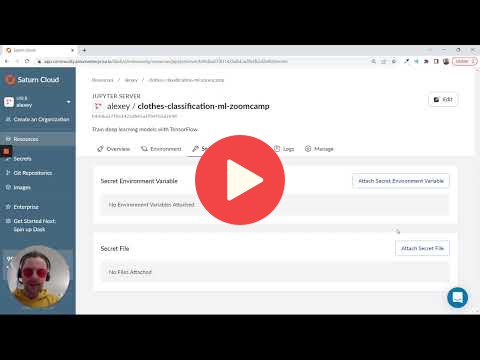 Saturn Cloud
Saturn Cloud
USER
alexey
Create an Organization
Resources
Secrets
Git Repositories
Images
Enterprise
Get Started Next:
Spin up Dask
Resources / alexey / clothes-classification-ml-zoomcamp
JUPYTER SERVER
alexey / clothes-classification-ml-zoomcamp
Edit
Train deep learning models with TensorFlow.
Overview
Environment
Logs
Manage
Secret Environment Variable
Attach Secret Environment Variable
No Environment Variables Attached
Secret File
Attach Secret File
No Files Attached